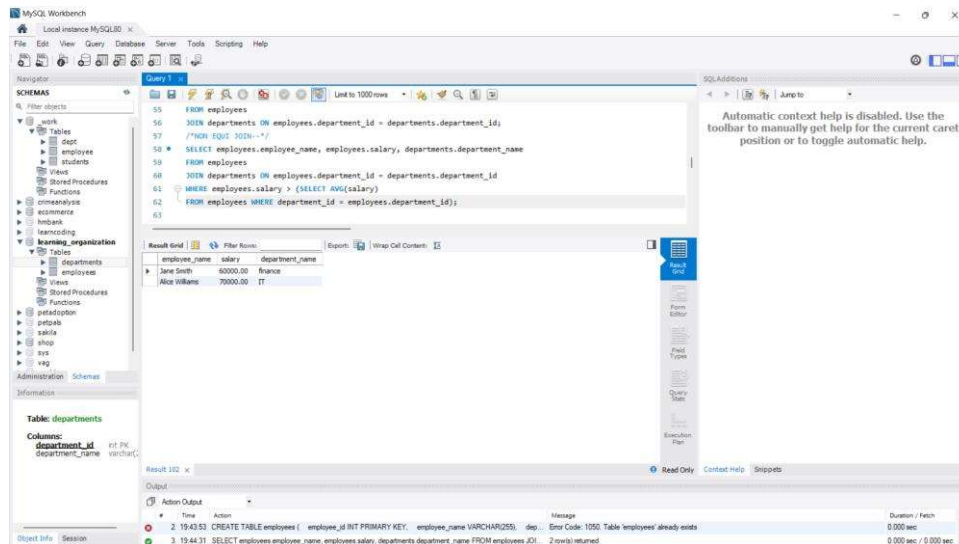 MySQL Workbench
Local instance MySQL80 ×
File Edit View Query Database Server Tools Scripting Help
Navigator
SCHEMAS
Filter objects
_work
Tables
dept
employee
students
Views
Stored Procedures
Functions
crimeanalysis
ecommerce
hmbank
learncoding
learning_organization
Tables
departments
employees
Views
Stored Procedures
Functions
petadoption
petpals
sakila
shop
sys
vag
Administration Schemas
Information
Table: departments
Columns:
department_id int PK
department_name varchar(2
Object Info Session
Query 1 ×
Limit to 1000 rows
55 FROM employees
56 JOIN departments ON employees.department_id = departments.department_id;
57 /*NON EQUI JOIN--*/
58 SELECT employees.employee_name, employees.salary, departments.department_name
59 FROM employees
60 JOIN departments ON employees.department_id = departments.department_id
61 WHERE employees.salary > (SELECT AVG(salary)
62 FROM employees WHERE department_id = employees.department_id);
63
Result Grid Filter Rows: Export: Wrap Cell Content:
employee_name salary department_name
Jane Smith 60000.00 finance
Alice Williams 70000.00 IT
Result Grid
Form Editor
Field Types
Query Stats
Execution Plan
Result 102 ×
Read Only
SQLAdditions
Jump to
Automatic context help is disabled. Use the
toolbar to manually get help for the current caret
position or to toggle automatic help.
Context Help Snippets
Output
Action Output
# Time Action Message Duration / Fetch
2 19:43:53 CREATE TABLE employees ( employee_id INT PRIMARY KEY, employee_name VARCHAR(255), dep... Error Code: 1050. Table 'employees' already exists 0.000 sec
3 19:44:31 SELECT employees.employee_name, employees.salary, departments.department_name FROM employees JOI... 2 row(s) returned 0.000 sec / 0.000 sec